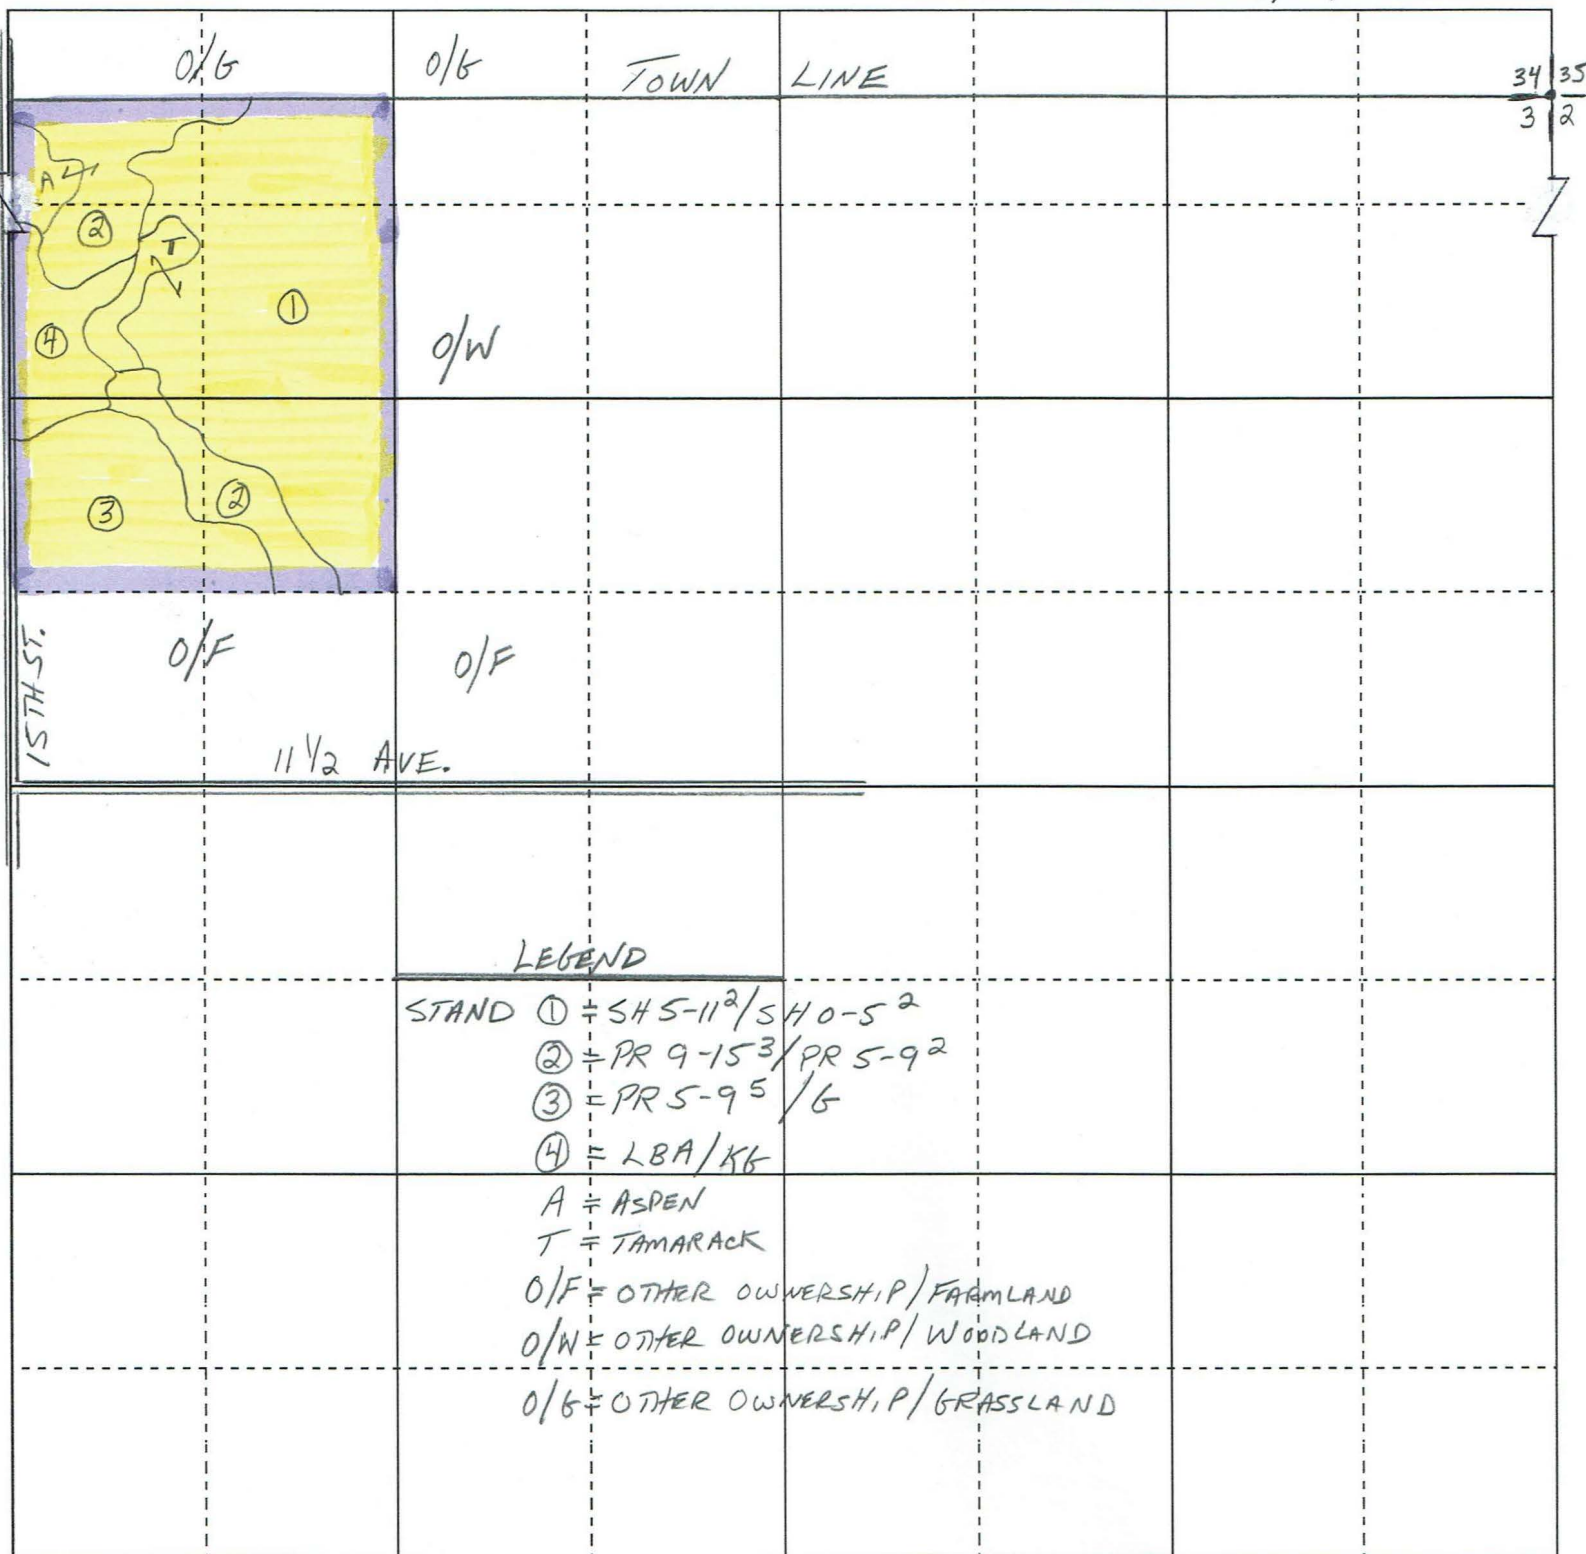 O/G
O/G
TOWN LINE
34 35
3 2
A
②
T
①
④
O/W
③
②
15TH ST.
O/F
O/F
11 1/2 AVE.
LEGEND
STAND ① = SH 5-11² / SH 0-5²
② = PR 9-15³ / PR 5-9²
③ = PR 5-9⁵ / G
④ = LBA / KG
A = ASPEN
T = TAMARACK
O/F = OTHER OWNERSHIP / FARMLAND
O/W = OTHER OWNERSHIP / WOODLAND
O/G = OTHER OWNERSHIP / GRASSLAND